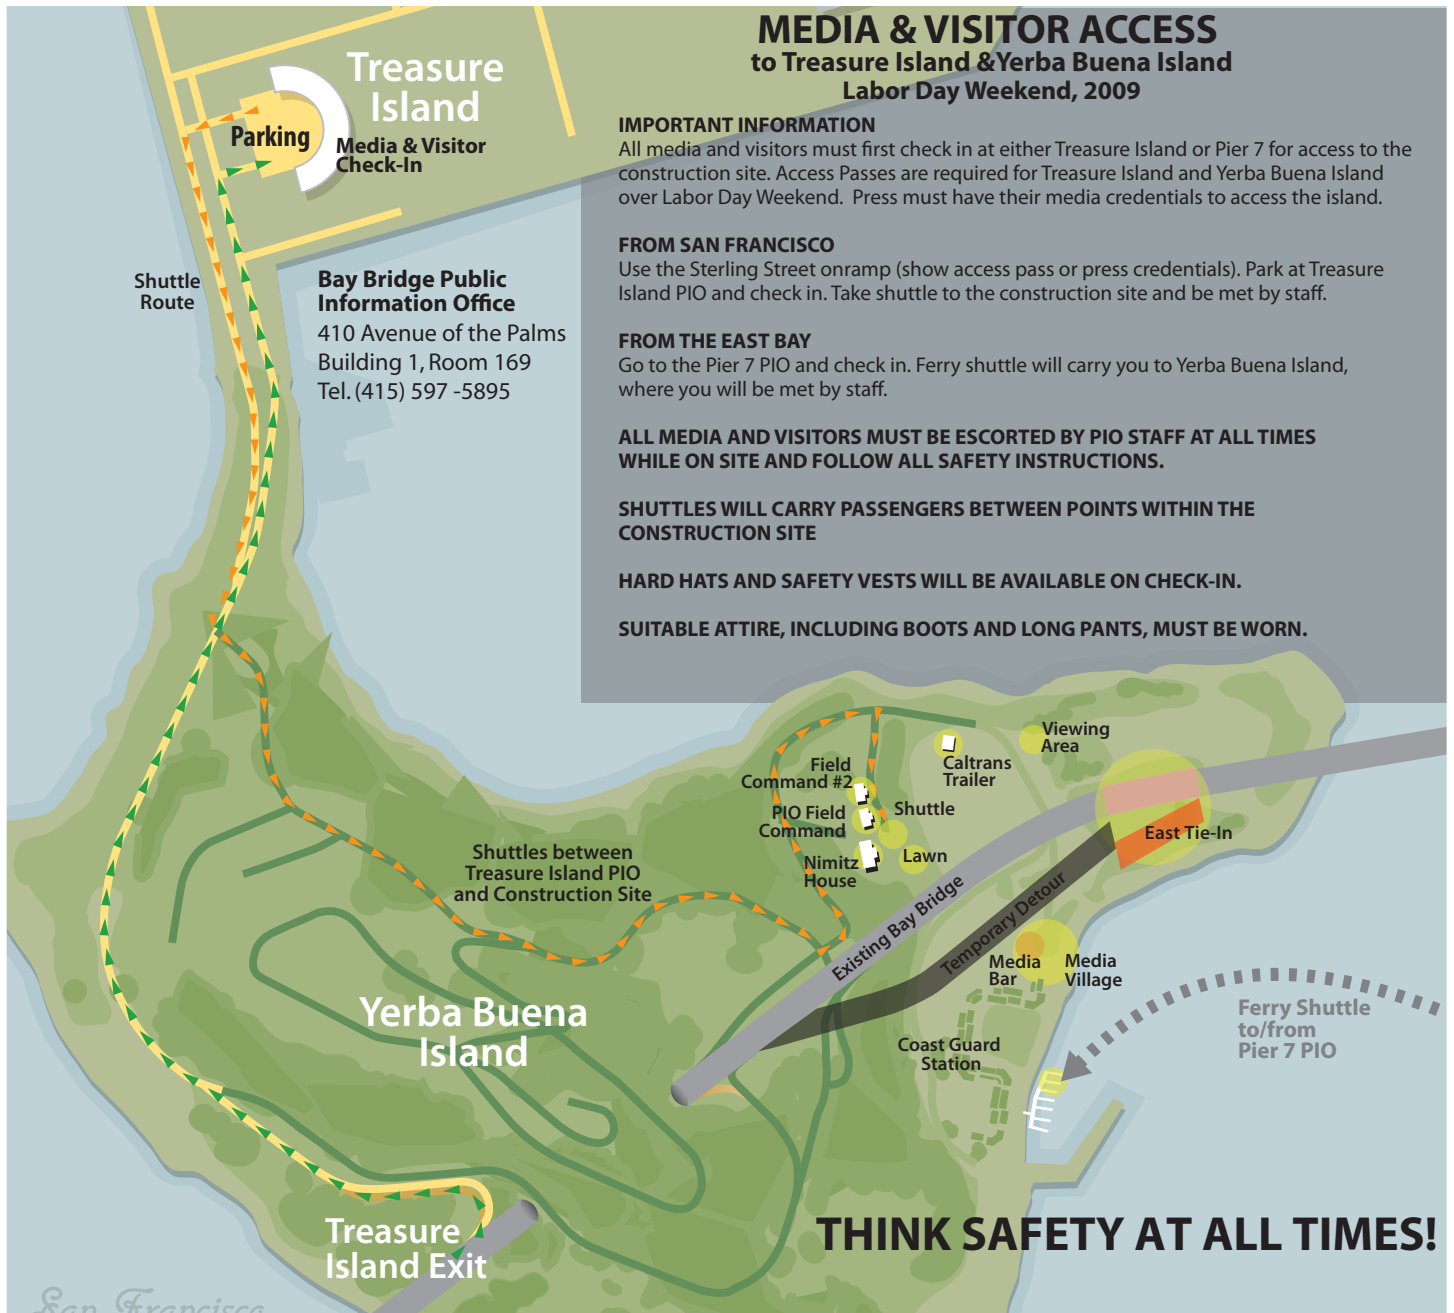 MEDIA & VISITOR ACCESS
to Treasure Island &Yerba Buena Island
Labor Day Weekend, 2009
IMPORTANT INFORMATION
All media and visitors must first check in at either Treasure Island or Pier 7 for access to the
construction site. Access Passes are required for Treasure Island and Yerba Buena Island
over Labor Day Weekend.  Press must have their media credentials to access the island.
FROM SAN FRANCISCO
Use the Sterling Street onramp (show access pass or press credentials). Park at Treasure
Island PIO and check in. Take shuttle to the construction site and be met by staff.
FROM THE EAST BAY
Go to the Pier 7 PIO and check in. Ferry shuttle will carry you to Yerba Buena Island,
where you will be met by staff.
ALL MEDIA AND VISITORS MUST BE ESCORTED BY PIO STAFF AT ALL TIMES
WHILE ON SITE AND FOLLOW ALL SAFETY INSTRUCTIONS.
SHUTTLES WILL CARRY PASSENGERS BETWEEN POINTS WITHIN THE
CONSTRUCTION SITE
HARD HATS AND SAFETY VESTS WILL BE AVAILABLE ON CHECK-IN.
SUITABLE ATTIRE, INCLUDING BOOTS AND LONG PANTS, MUST BE WORN.
Treasure
Island
Parking
Media & Visitor
Check-In
Shuttle
Route
Bay Bridge Public
Information Office
410 Avenue of the Palms
Building 1, Room 169
Tel. (415) 597 -5895
Viewing
Area
Caltrans
Trailer
Field
Command #2
PIO Field
Command
Shuttle
Nimitz
House
Lawn
East Tie-In
Shuttles between
Treasure Island PIO
and Construction Site
Existing Bay Bridge
Temporary Detour
Media
Bar
Media
Village
Yerba Buena
Island
Coast Guard
Station
Ferry Shuttle
to/from
Pier 7 PIO
Treasure
Island Exit
THINK SAFETY AT ALL TIMES!
San Francisco